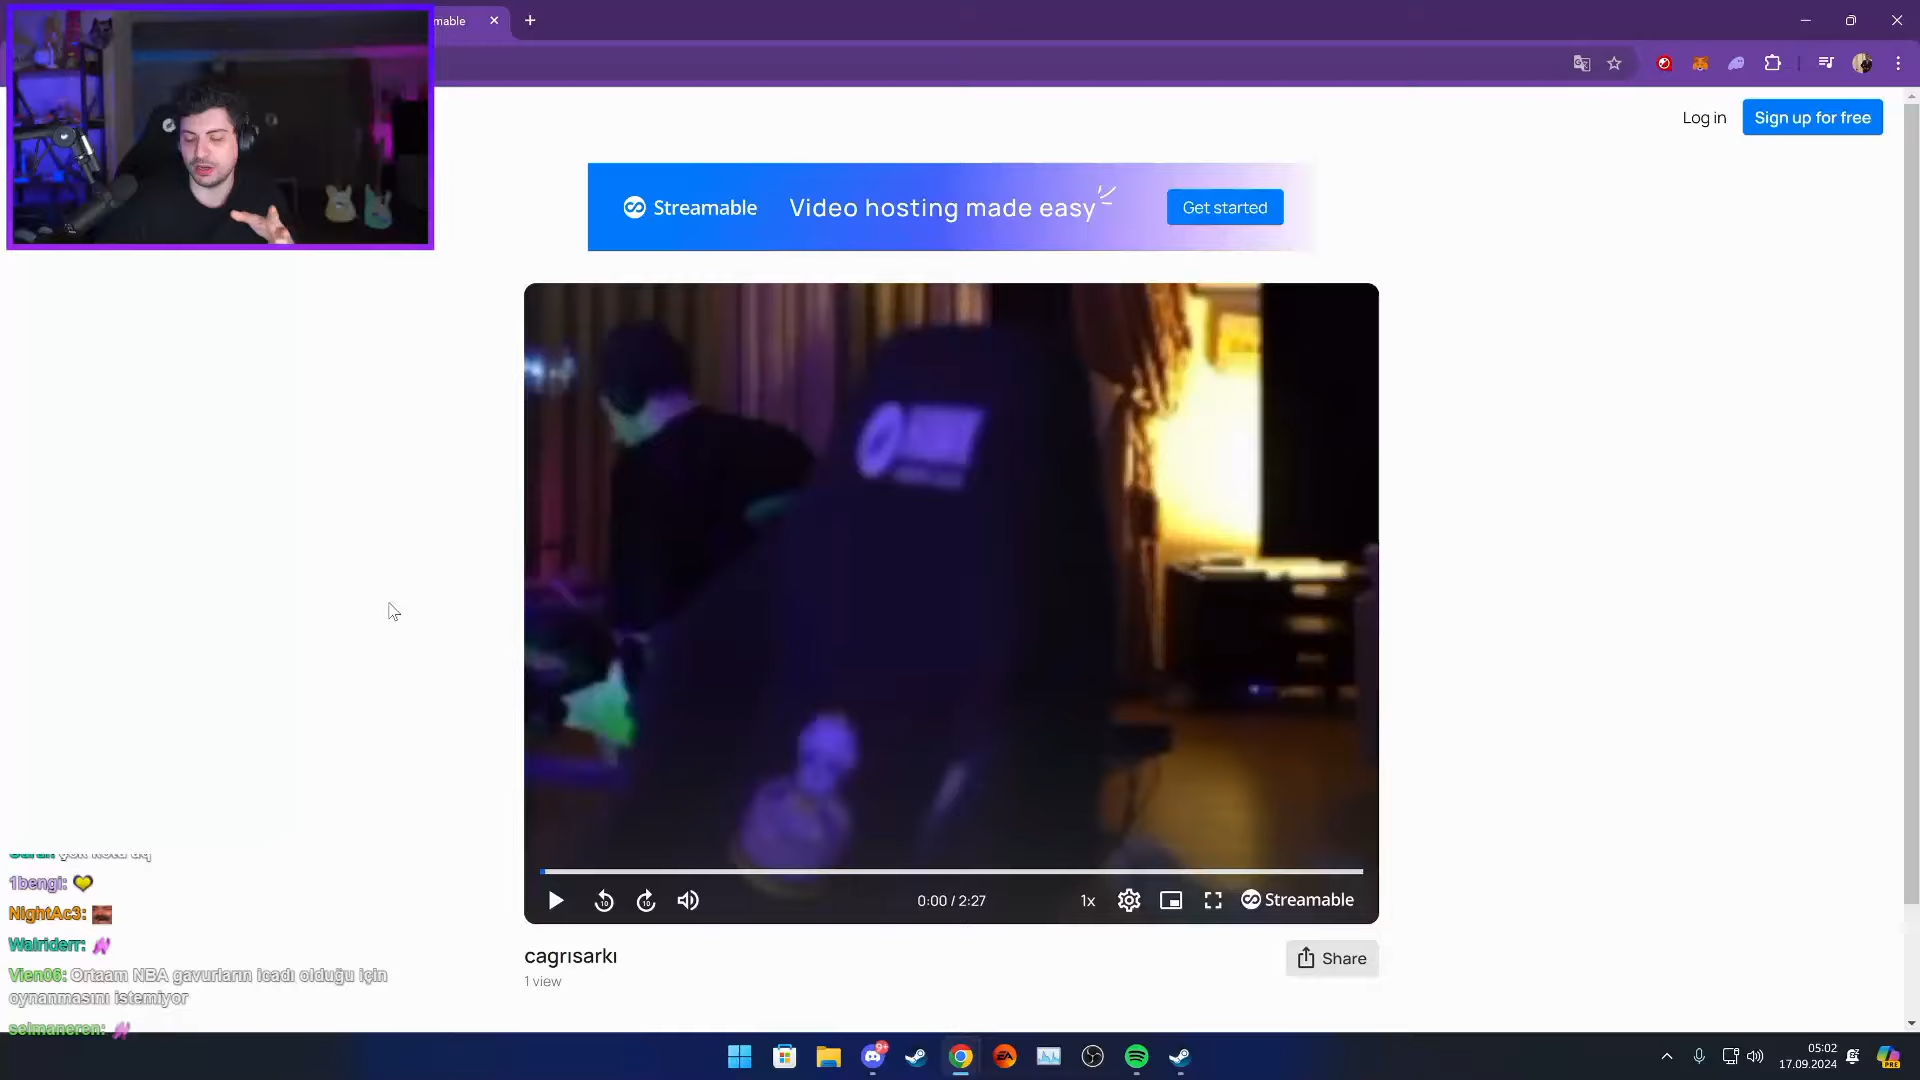 mable
Log in
Sign up for free
Streamable
Video hosting made easy
Get started
0:00 / 2:27
1x
Streamable
cagrısarkı
1 view
Share
1bengi:
NightAc3:
Walriderr:
Vien06: Ortaam NBA gavurların icadı olduğu için
oynanmasını istemiyor
selmaneren:
05:02
17.09.2024